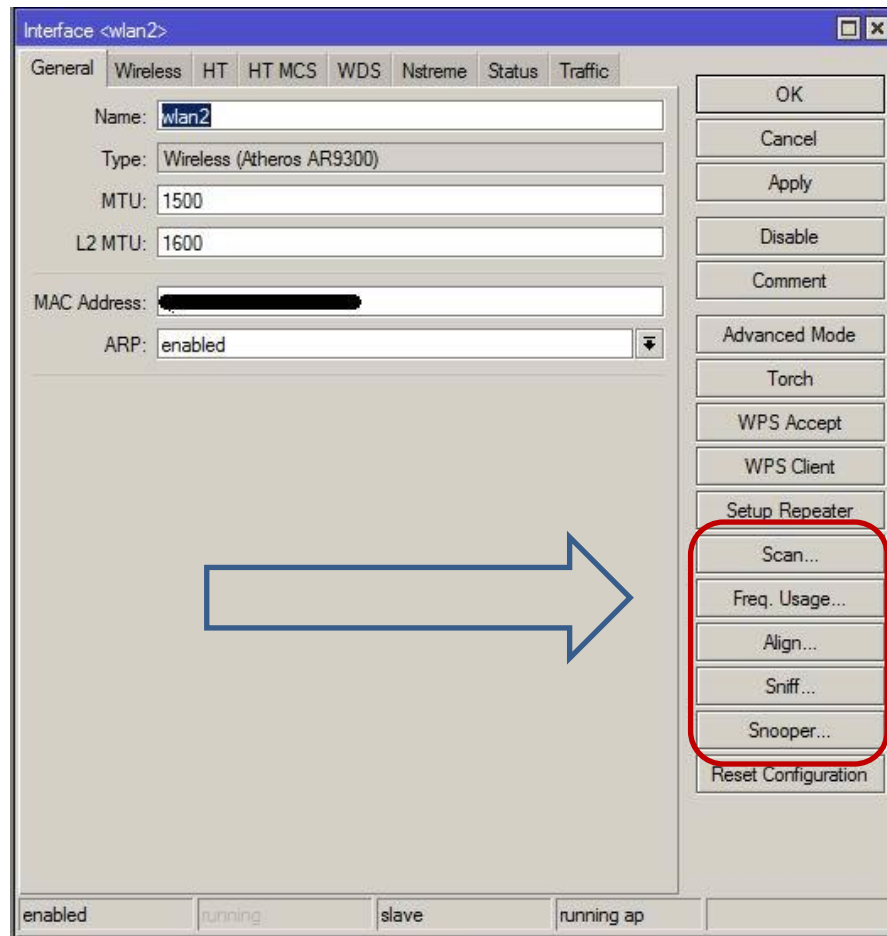 Interface <wlan2>
General Wireless HT HT MCS WDS Nstreme Status Traffic
Name: wlan2
Type: Wireless (Atheros AR9300)
MTU: 1500
L2 MTU: 1600
MAC Address:
ARP: enabled
OK
Cancel
Apply
Disable
Comment
Advanced Mode
Torch
WPS Accept
WPS Client
Setup Repeater
Scan...
Freq. Usage...
Align...
Sniff...
Snooper...
Reset Configuration
enabled running slave running ap